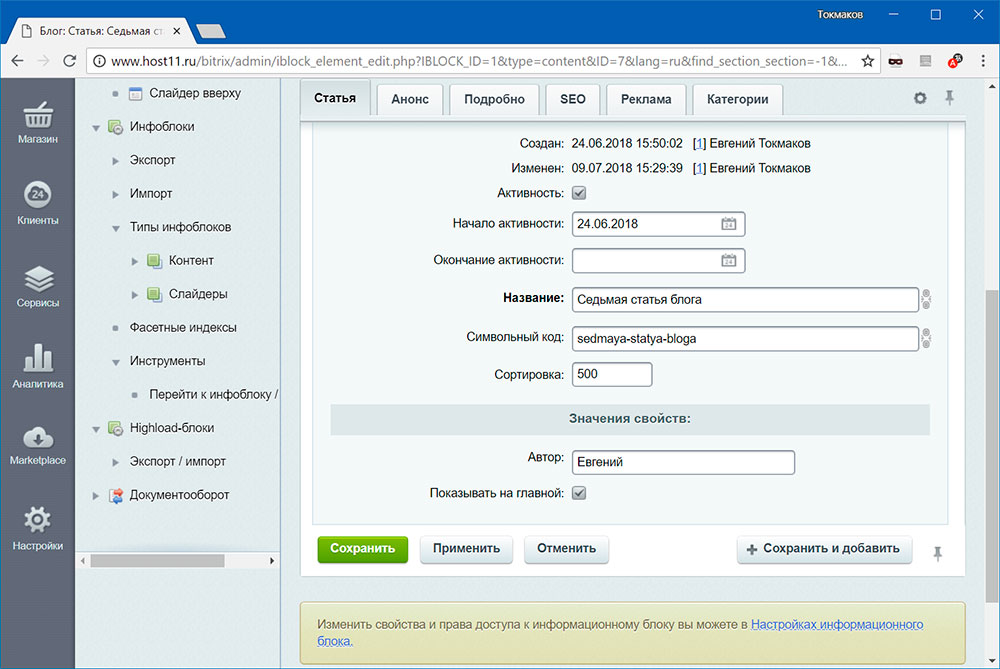 Токмаков
Блог: Статья: Седьмая ст
www.host11.ru/bitrix/admin/iblock_element_edit.php?IBLOCK_ID=1&type=content&ID=7&lang=ru&find_section_section=-1&...
Магазин
24
Клиенты
Сервисы
Аналитика
Marketplace
Настройки
Слайдер вверху
Инфоблоки
Экспорт
Импорт
Типы инфоблоков
Контент
Слайдеры
Фасетные индексы
Инструменты
Перейти к инфоблоку /
Highload-блоки
Экспорт / импорт
Документооборот
Статья Анонс Подробно SEO Реклама Категории
Создан: 24.06.2018 15:50:02 [1] Евгений Токмаков
Изменен: 09.07.2018 15:29:39 [1] Евгений Токмаков
Активность:
Начало активности: 24.06.2018 24
Окончание активности: 24
Название: Седьмая статья блога
Символьный код: sedmaya-statya-bloga
Сортировка: 500
Значения свойств:
Автор: Евгений
Показывать на главной:
Сохранить Применить Отменить Сохранить и добавить
Изменить свойства и права доступа к информационному блоку вы можете в Настройках информационного
блока.